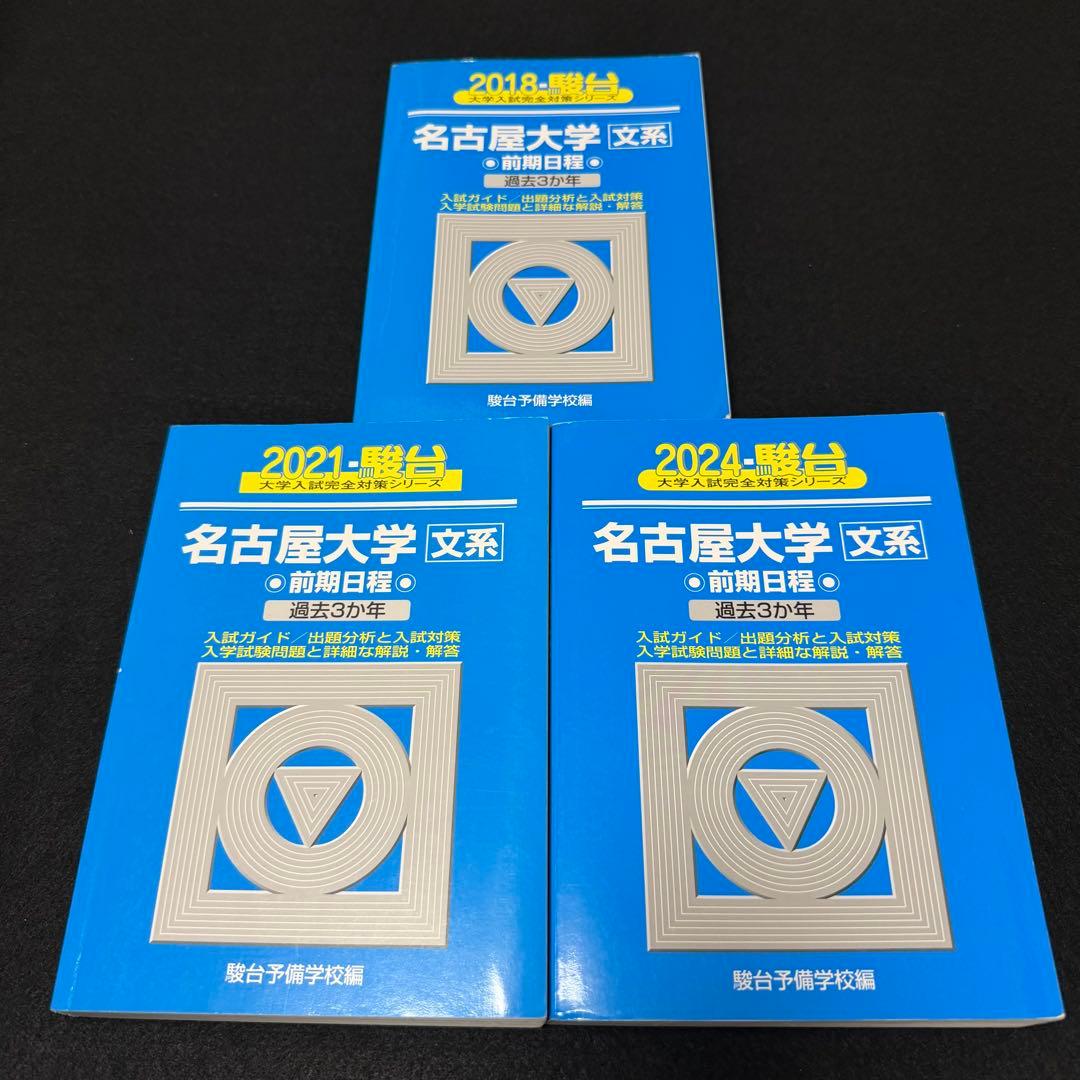 2018-駿台
大学入試完全対策シリーズ
名古屋大学 文系
前期日程
過去3か年
入試ガイド/出題分析と入試対策
入学試験問題と詳細な解説・解答
駿台予備学校編
2021-駿台
大学入試完全対策シリーズ
名古屋大学 文系
前期日程
過去3か年
入試ガイド/出題分析と入試対策
入学試験問題と詳細な解説・解答
駿台予備学校編
2024-駿台
大学入試完全対策シリーズ
名古屋大学 文系
前期日程
過去3か年
入試ガイド/出題分析と入試対策
入学試験問題と詳細な解説・解答
駿台予備学校編